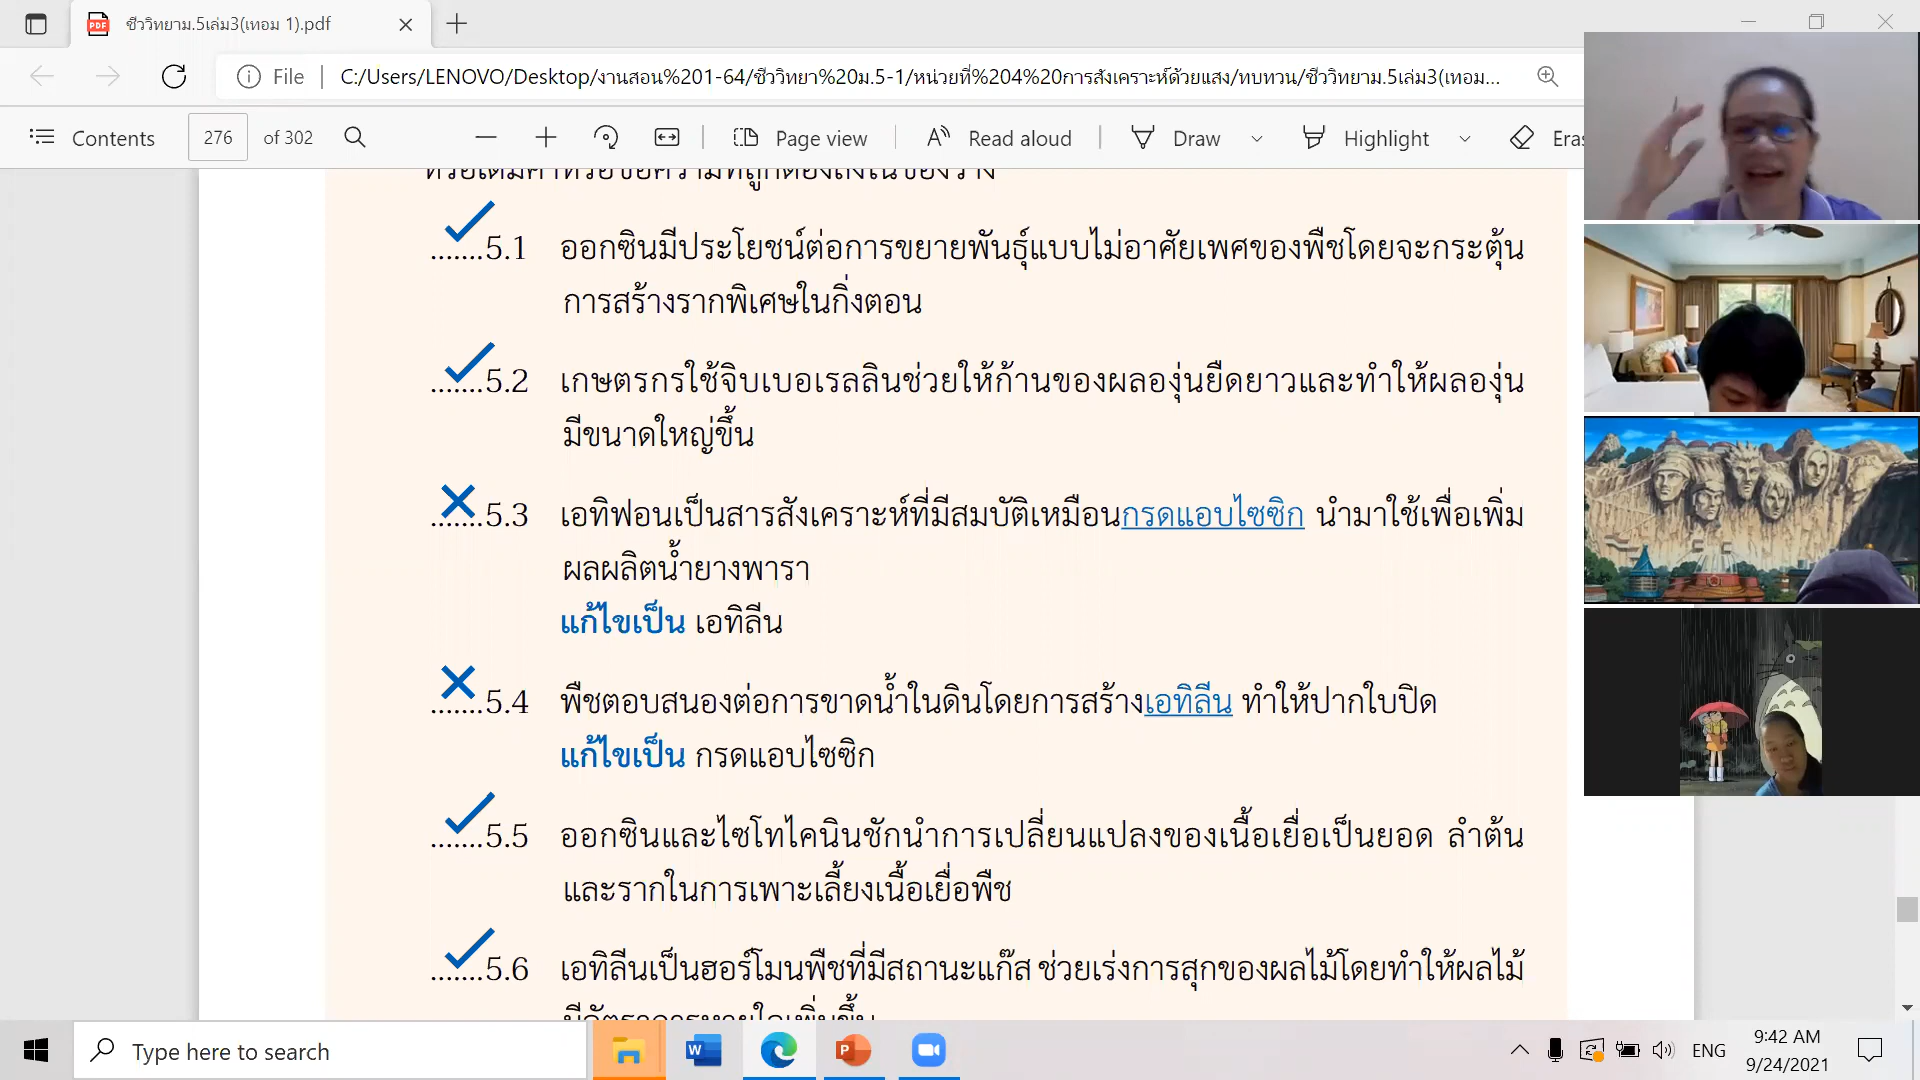 ชีววิทยาม.5เล่ม3(เทอม 1).pdf
File
C:/Users/LENOVO/Desktop/งานสอน%201-64/ชีววิทยา%20ม.5-1/หน่วยที่%204%20การสังเคราะห์ด้วยแสง/ทบทวน/ชีววิทยาม.5เล่ม3(เทอม...
Contents
276 of 302
Page view
Read aloud
Draw
Highlight
Eras
.......5.1 ออกซินมีประโยชน์ต่อการขยายพันธุ์แบบไม่อาศัยเพศของพืชโดยจะกระตุ้น
การสร้างรากพิเศษในกิ่งตอน
.......5.2 เกษตรกรใช้จิบเบอเรลลินช่วยให้ก้านของผลองุ่นยืดยาวและทำให้ผลองุ่น
มีขนาดใหญ่ขึ้น
.......5.3 เอทิฟอนเป็นสารสังเคราะห์ที่มีสมบัติเหมือนกรดแอบไซซิก นำมาใช้เพื่อเพิ่ม
ผลผลิตน้ำยางพารา
แก้ไขเป็น เอทิลีน
.......5.4 พืชตอบสนองต่อการขาดน้ำในดินโดยการสร้างเอทิลีน ทำให้ปากใบปิด
แก้ไขเป็น กรดแอบไซซิก
.......5.5 ออกซินและไซโทไคนินชักนำการเปลี่ยนแปลงของเนื้อเยื่อเป็นยอด ลำต้น
และรากในการเพาะเลี้ยงเนื้อเยื่อพืช
.......5.6 เอทิลีนเป็นฮอร์โมนพืชที่มีสถานะแก๊ส ช่วยเร่งการสุกของผลไม้โดยทำให้ผลไม้
มีอัตราการหายใจเพิ่มขึ้น
Type here to search
ENG
9:42 AM
9/24/2021